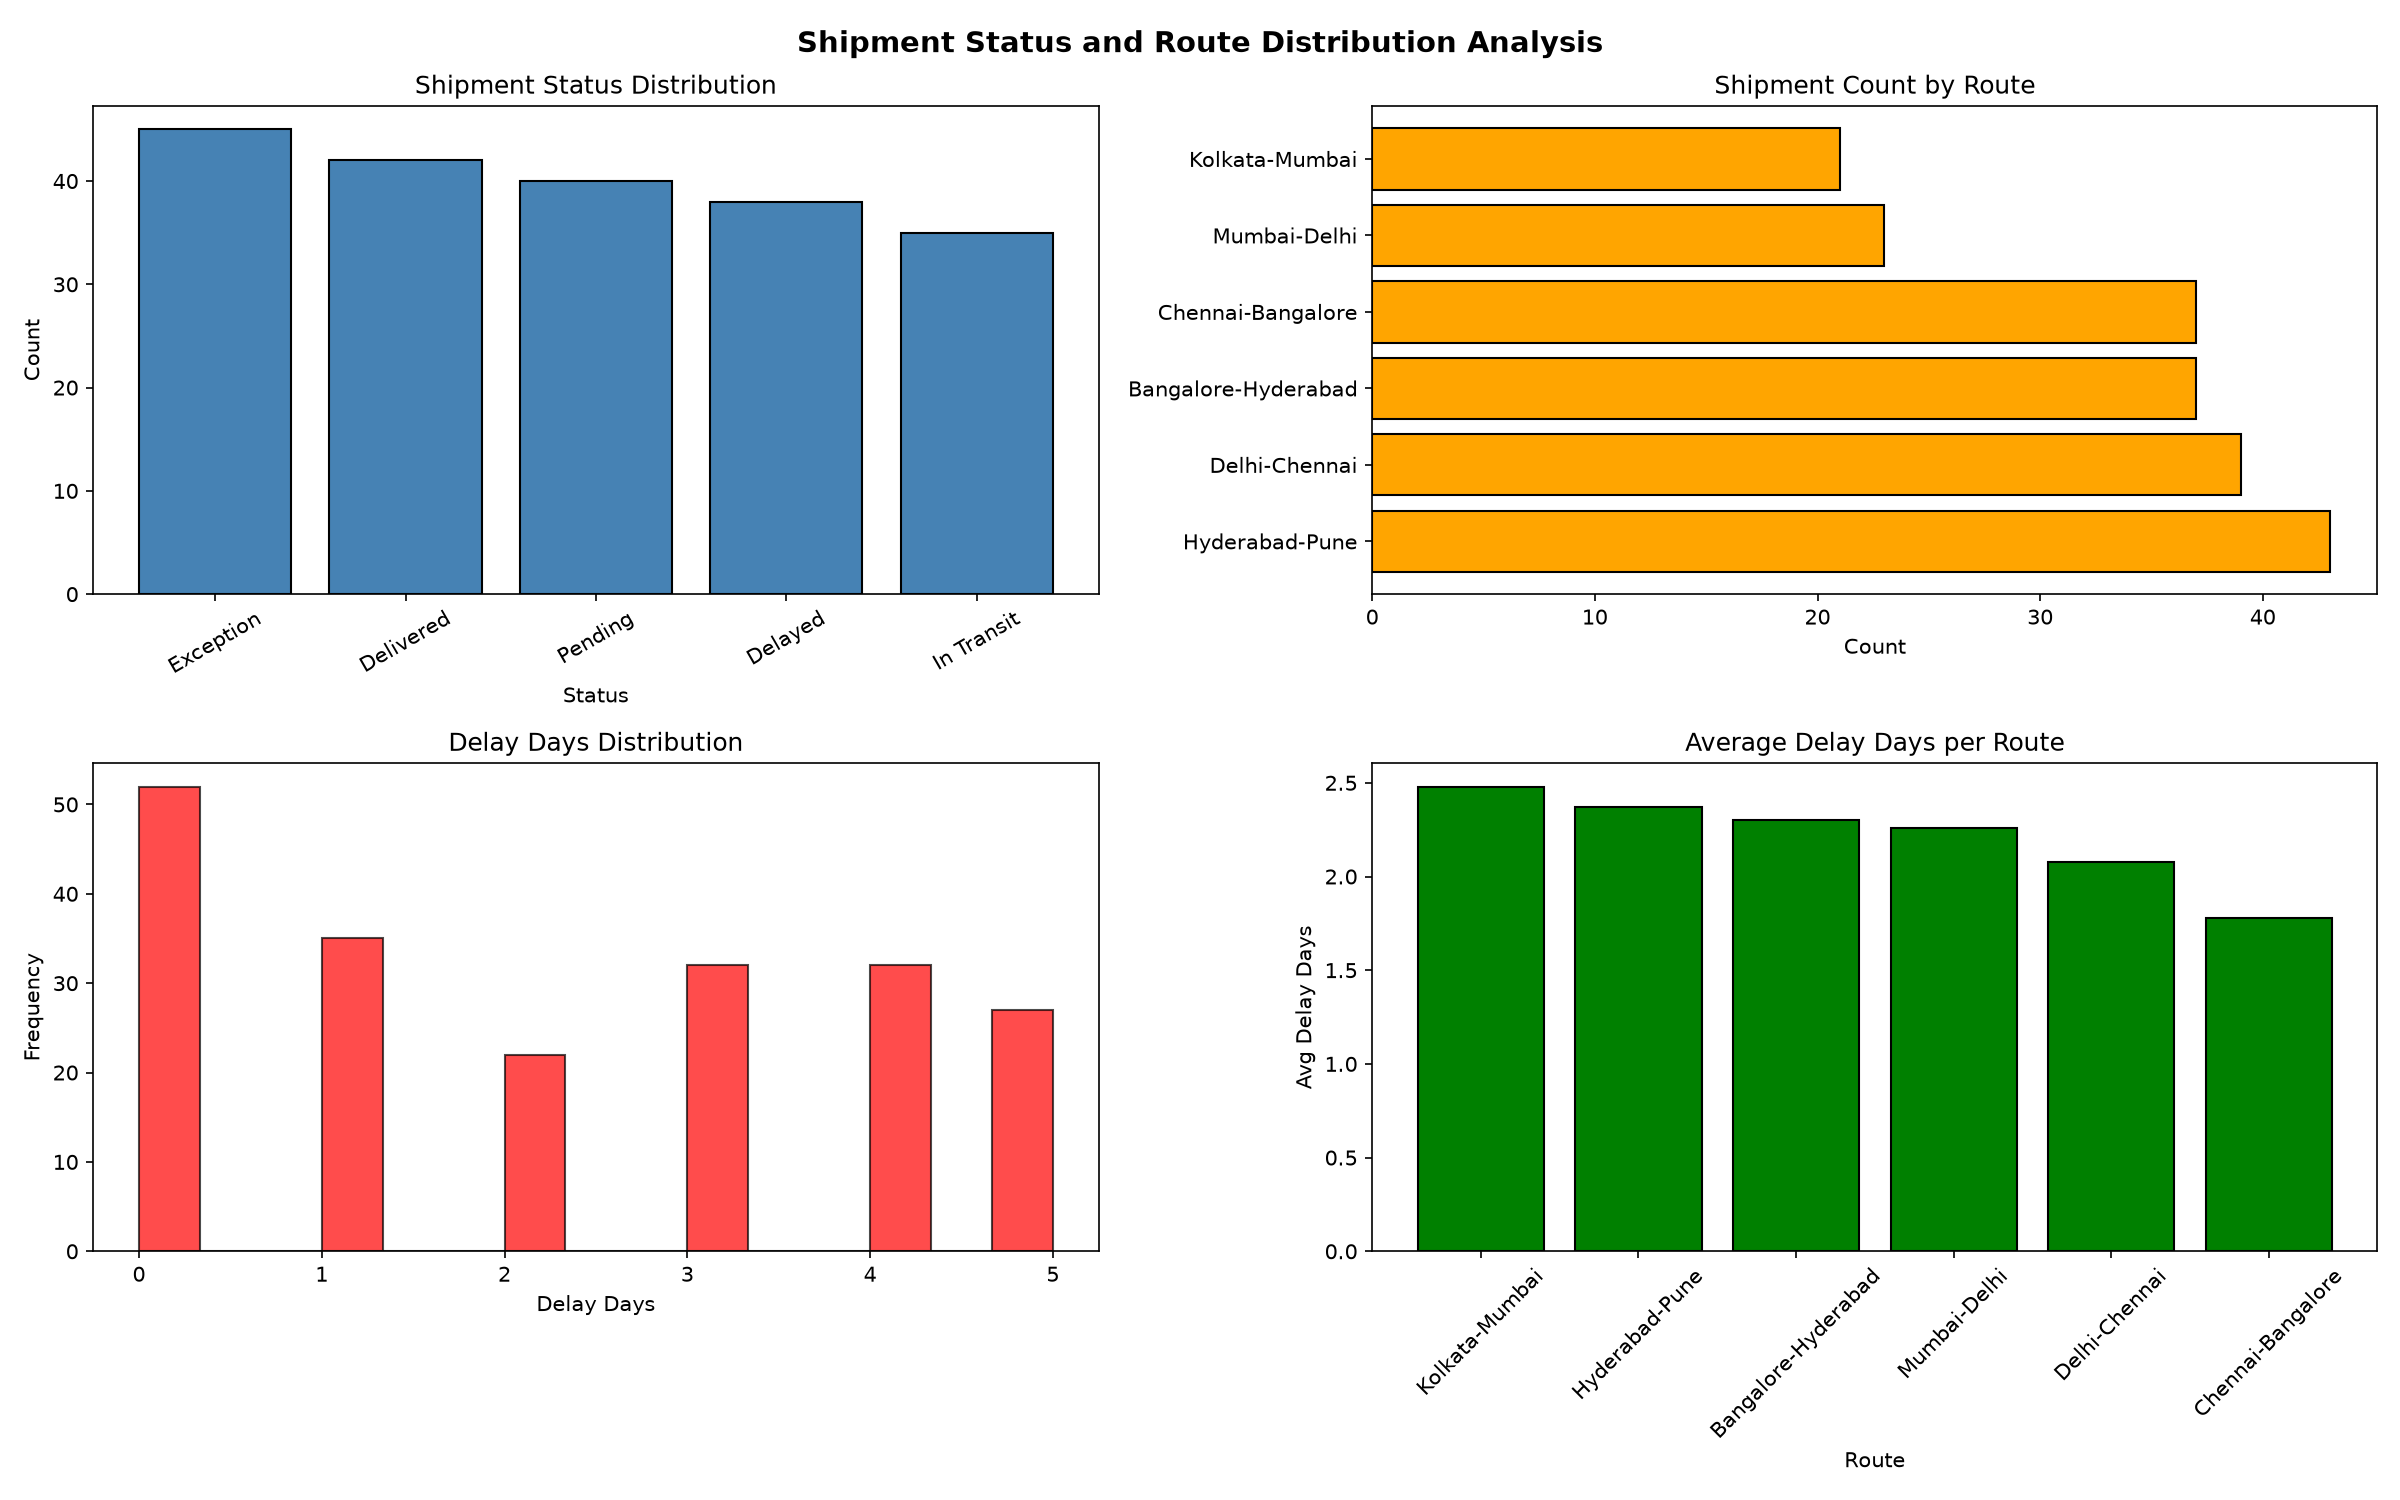 Shipment Status and Route Distribution Analysis
Shipment Status Distribution
Count
40
30
20
10
0
Exception
Delivered
Pending
Delayed
In Transit
Status
Shipment Count by Route
Kolkata-Mumbai
Mumbai-Delhi
Chennai-Bangalore
Bangalore-Hyderabad
Delhi-Chennai
Hyderabad-Pune
0 10 20 30 40
Count
Delay Days Distribution
Frequency
50
40
30
20
10
0
0 1 2 3 4 5
Delay Days
Average Delay Days per Route
Avg Delay Days
2.5
2.0
1.5
1.0
0.5
0.0
Kolkata-Mumbai
Hyderabad-Pune
Bangalore-Hyderabad
Mumbai-Delhi
Delhi-Chennai
Chennai-Bangalore
Route